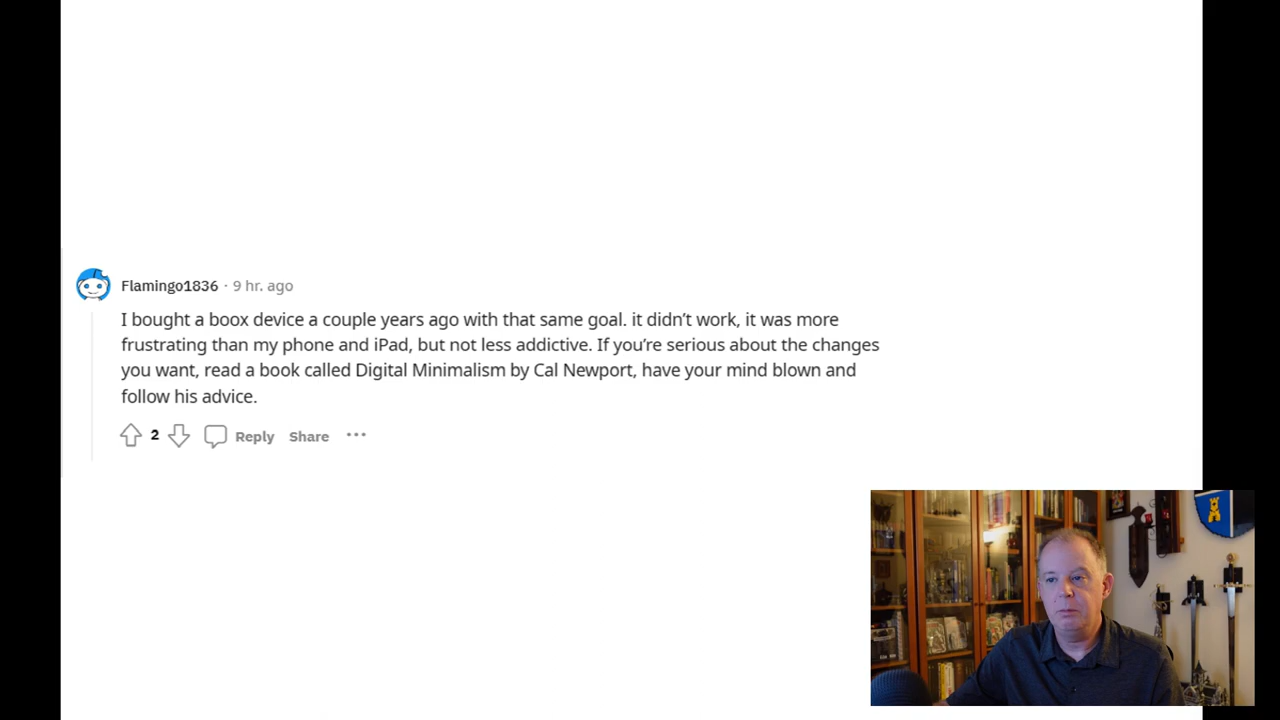 Flamingo1836 · 9 hr. ago
I bought a boox device a couple years ago with that same goal. it didn’t work, it was more
frustrating than my phone and iPad, but not less addictive. If you’re serious about the changes
you want, read a book called Digital Minimalism by Cal Newport, have your mind blown and
follow his advice.
2 Reply Share ···